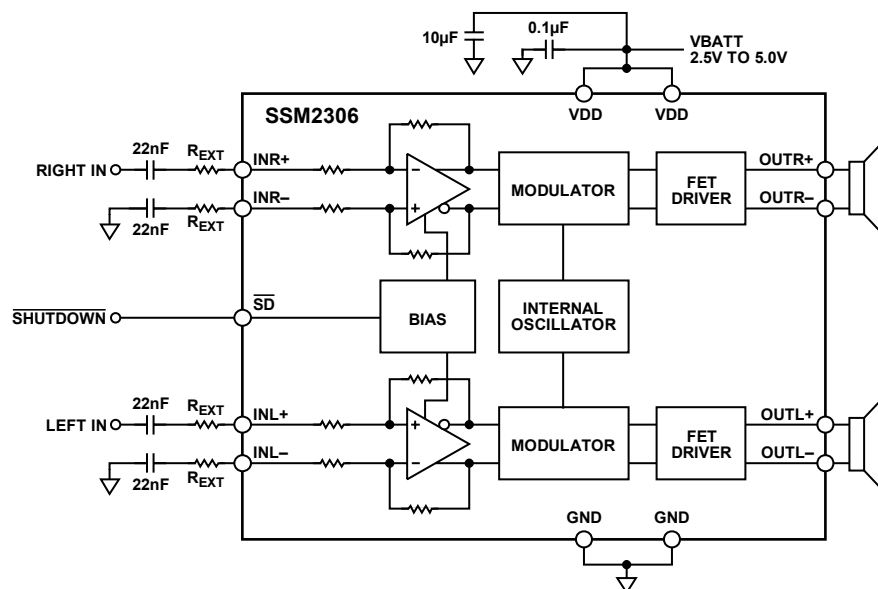 10µF
0.1µF
VBATT
2.5V TO 5.0V
SSM2306
VDD
VDD
RIGHT IN
22nF
REXT
INR+
22nF
REXT
INR–
–
+
MODULATOR
FET
DRIVER
OUTR+
OUTR–
SHUTDOWN
SD
BIAS
INTERNAL
OSCILLATOR
LEFT IN
22nF
REXT
INL+
22nF
REXT
INL–
+
–
MODULATOR
FET
DRIVER
OUTL+
OUTL–
GND
GND